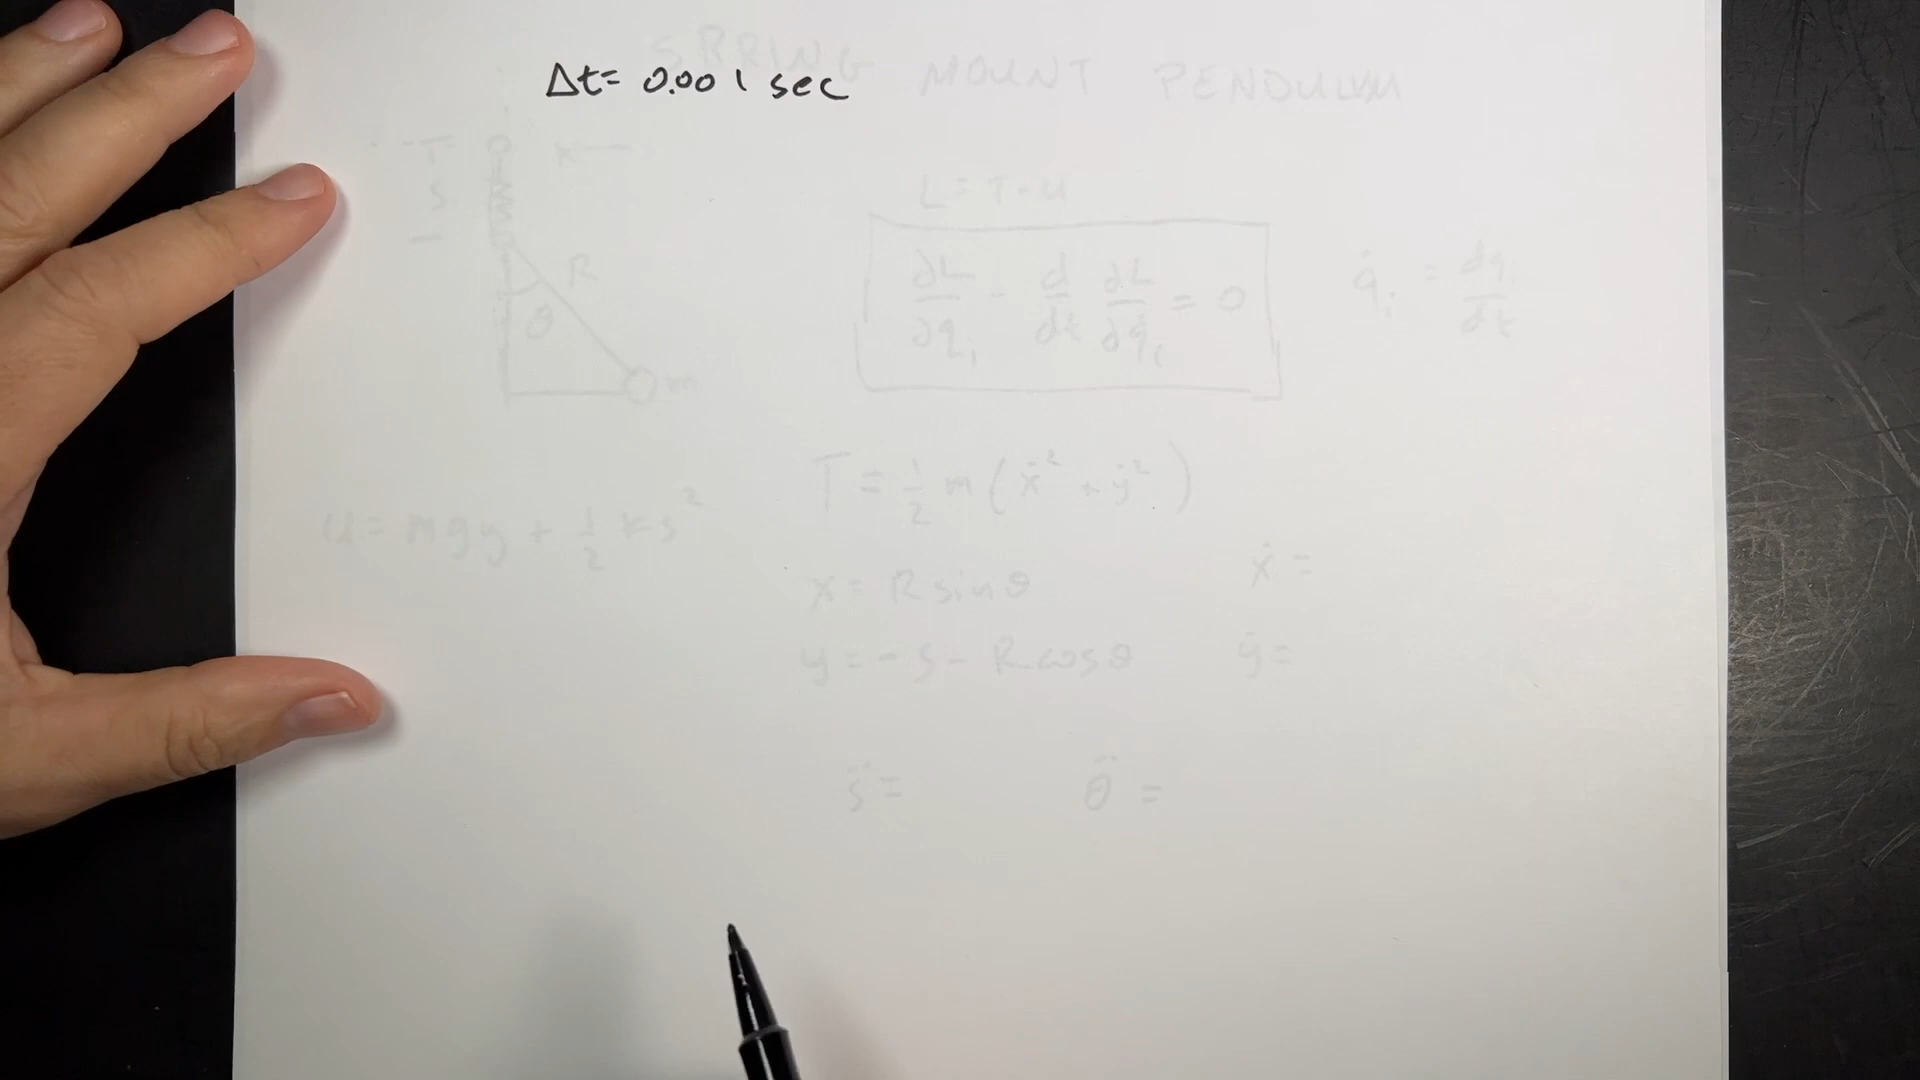 SPRING MOUNT PENDULUM
Δt= 0.001 sec
T
S
x
L = T - U
R
θ
m
∂L/∂qᵢ - d/dt ∂L/∂q̇ᵢ = 0
q̇ᵢ = dqᵢ/dt
T = 1/2 m (ẋ² + ẏ²)
U = mgy + 1/2 ks²
x = R sin θ
ẋ =
y = - s - R cos θ
ẏ =
s̈ =
θ̈ =